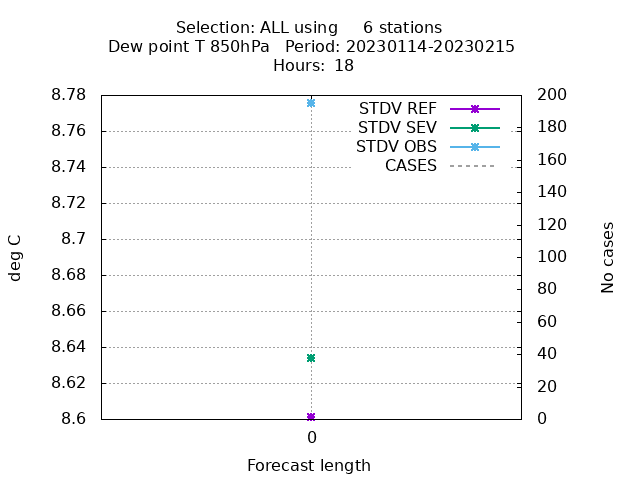 Selection: ALL using     6 stations
Dew point T 850hPa   Period: 20230114-20230215
Hours: 18
8.78
8.76
8.74
8.72
8.7
8.68
8.66
8.64
8.62
8.6
deg C
STDV REF
STDV SEV
STDV OBS
CASES
200
180
160
140
120
100
80
60
40
20
0
No cases
0
Forecast length